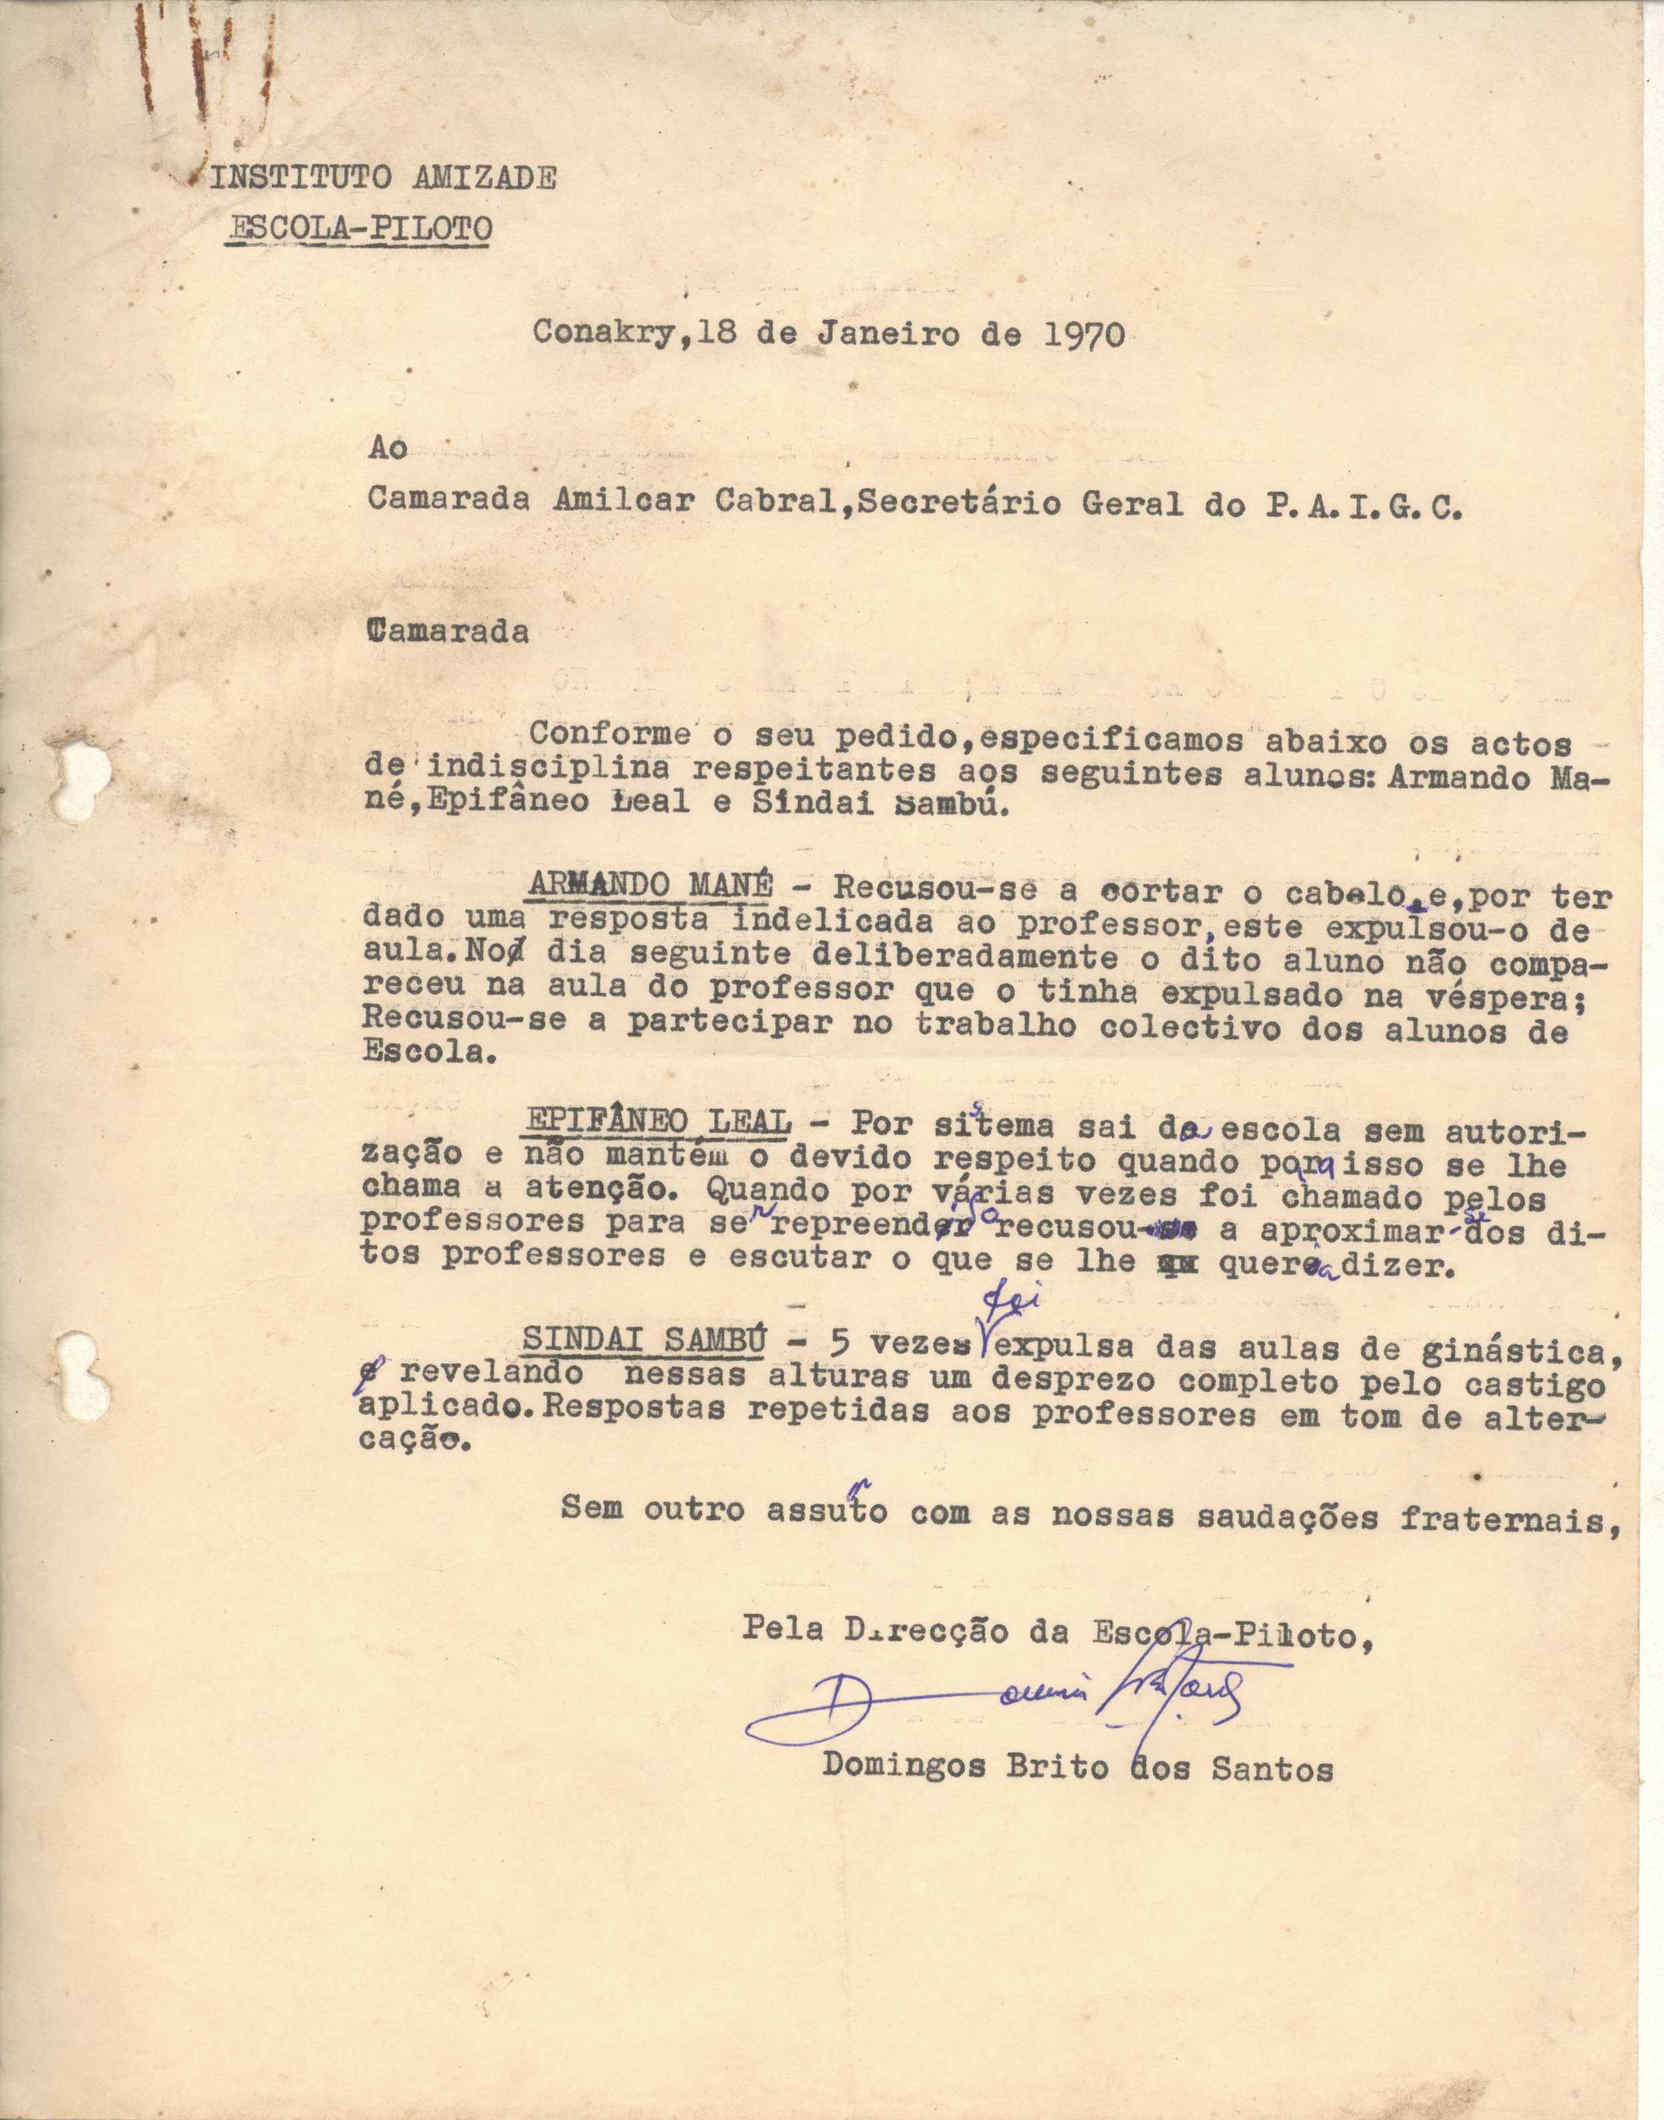 INSTITUTO AMIZADE
ESCOLA-PILOTO
Conakry,18 de Janeiro de 1970
Ao
Camarada Amilcar Cabral,Secretário Geral do P.A.I.G.C.
Camarada
Conforme o seu pedido,especificamos abaixo os actos
de indisciplina respeitantes aos seguintes alunos: Armando Ma-
né,Epifâneo Leal e Sindai Sambú.
ARMANDO MANÉ - Recusou-se a cortar o cabelo e,por ter
dado uma resposta indelicada ao professor,este expulsou-o de
aula.No dia seguinte deliberadamente o dito aluno não compa-
receu na aula do professor que o tinha expulsado na véspera;
Recusou-se a partecipar no trabalho colectivo dos alunos de
Escola.
EPIFÂNEO LEAL - Por sistema sai da escola sem autori-
zação e não mantém o devido respeito quando para isso se lhe
chama a atenção. Quando por várias vezes foi chamado pelos
professores para ser repreendido recusou a aproximar-se dos di-
tos professores e escutar o que se lhe queria dizer.
SINDAI SAMBÚ - 5 vezes foi expulsa das aulas de ginástica,
e revelando nessas alturas um desprezo completo pelo castigo
aplicado.Respostas repetidas aos professores em tom de alter-
cação.
Sem outro assunto com as nossas saudações fraternais,
Pela Direcção da Escola-Piloto,
Domingos Brito dos Santos